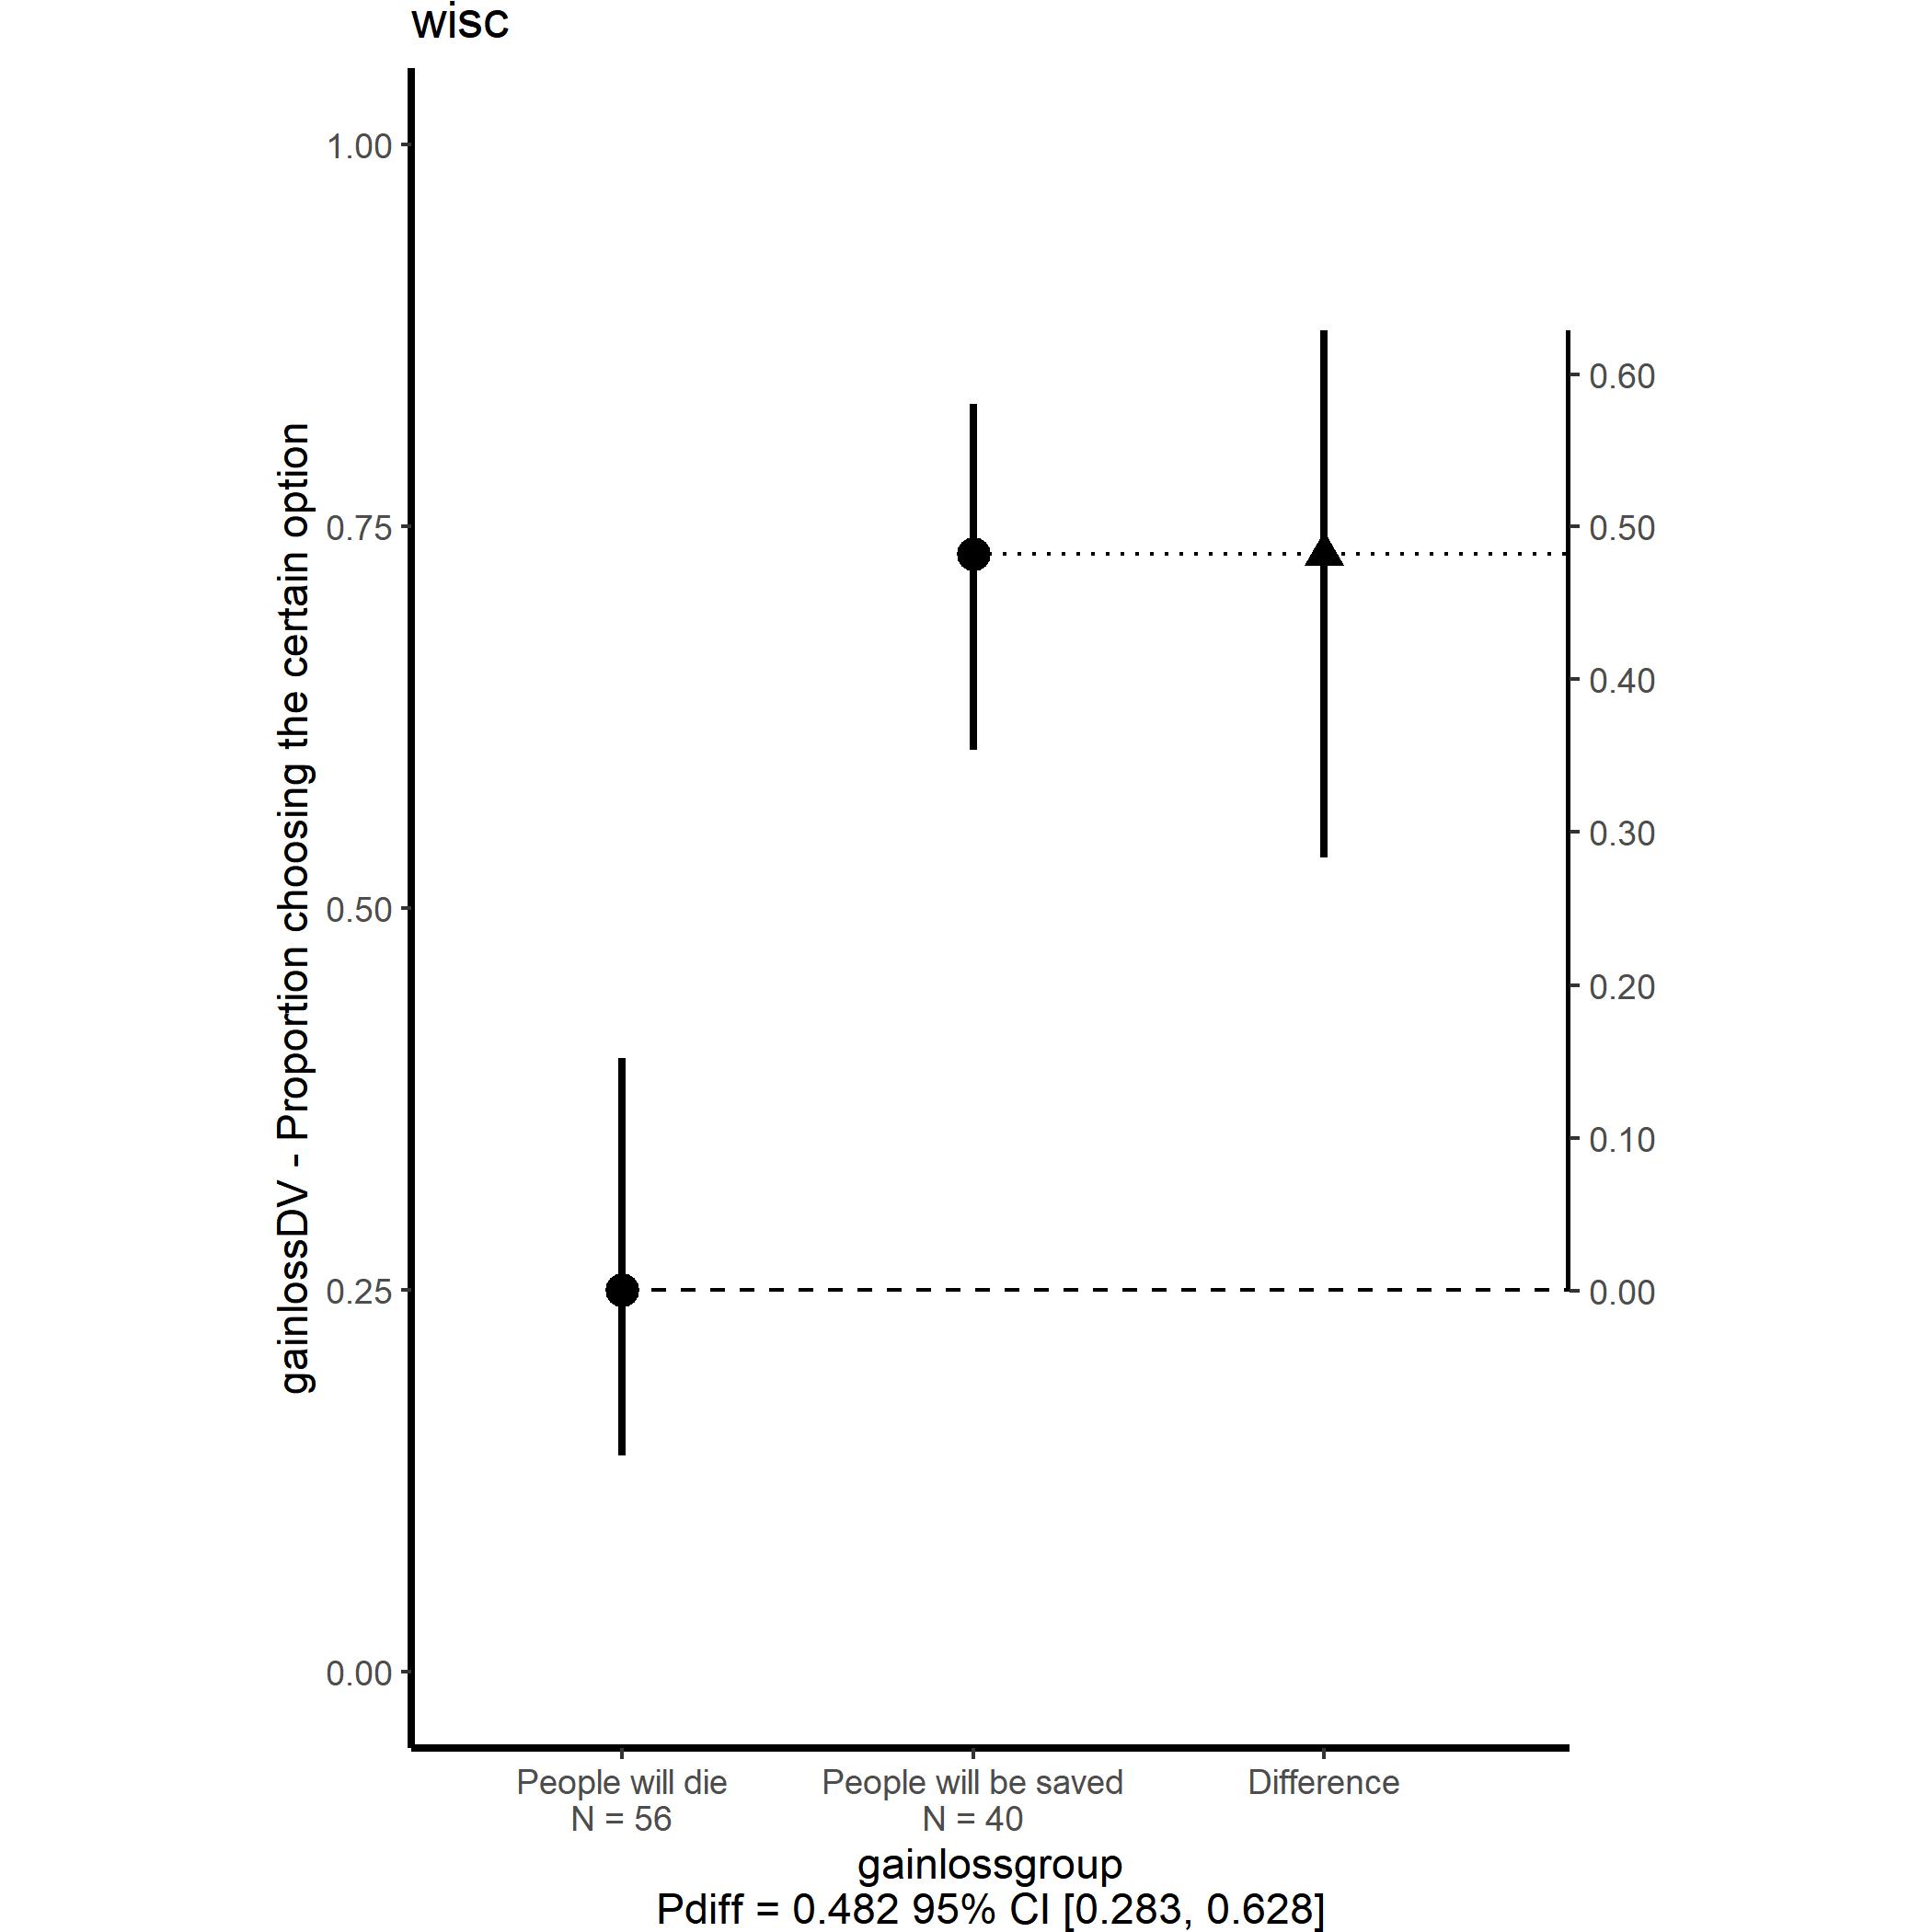 wisc
gainlossDV - Proportion choosing the certain option
1.00
0.75
0.50
0.25
0.00
0.60
0.50
0.40
0.30
0.20
0.10
0.00
People will die
N = 56
People will be saved
N = 40
Difference
gainlossgroup
Pdiff = 0.482 95% CI [0.283, 0.628]